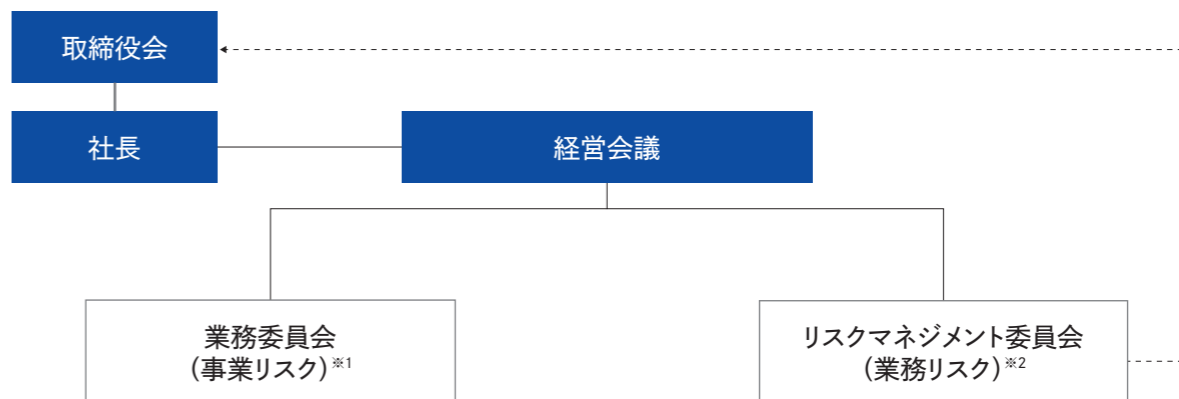 取締役会
社長
経営会議
業務委員会
(事業リスク)※1
リスクマネジメント委員会
(業務リスク)※2